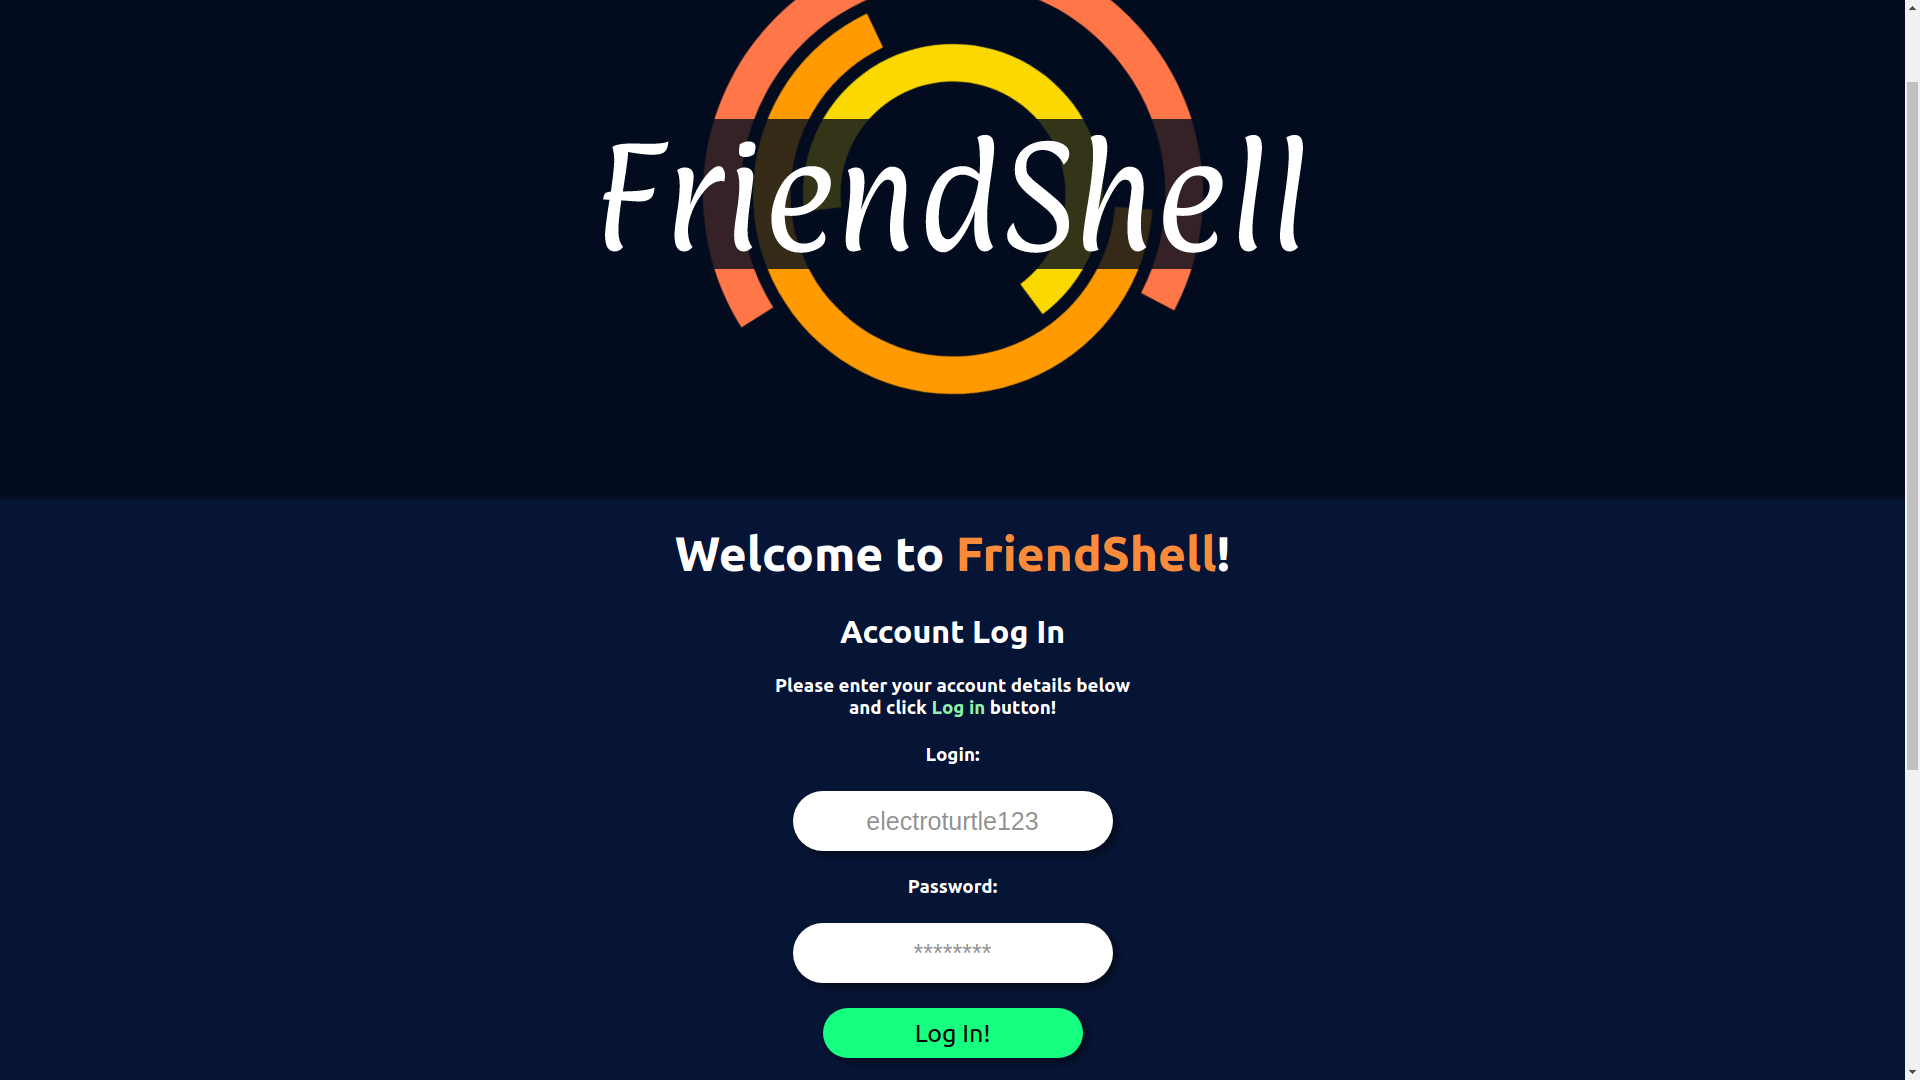 FriendShell
Welcome to FriendShell!
Account Log In
Please enter your account details below
and click Log in button!
Login:
electroturtle123
Password:
********
Log In!